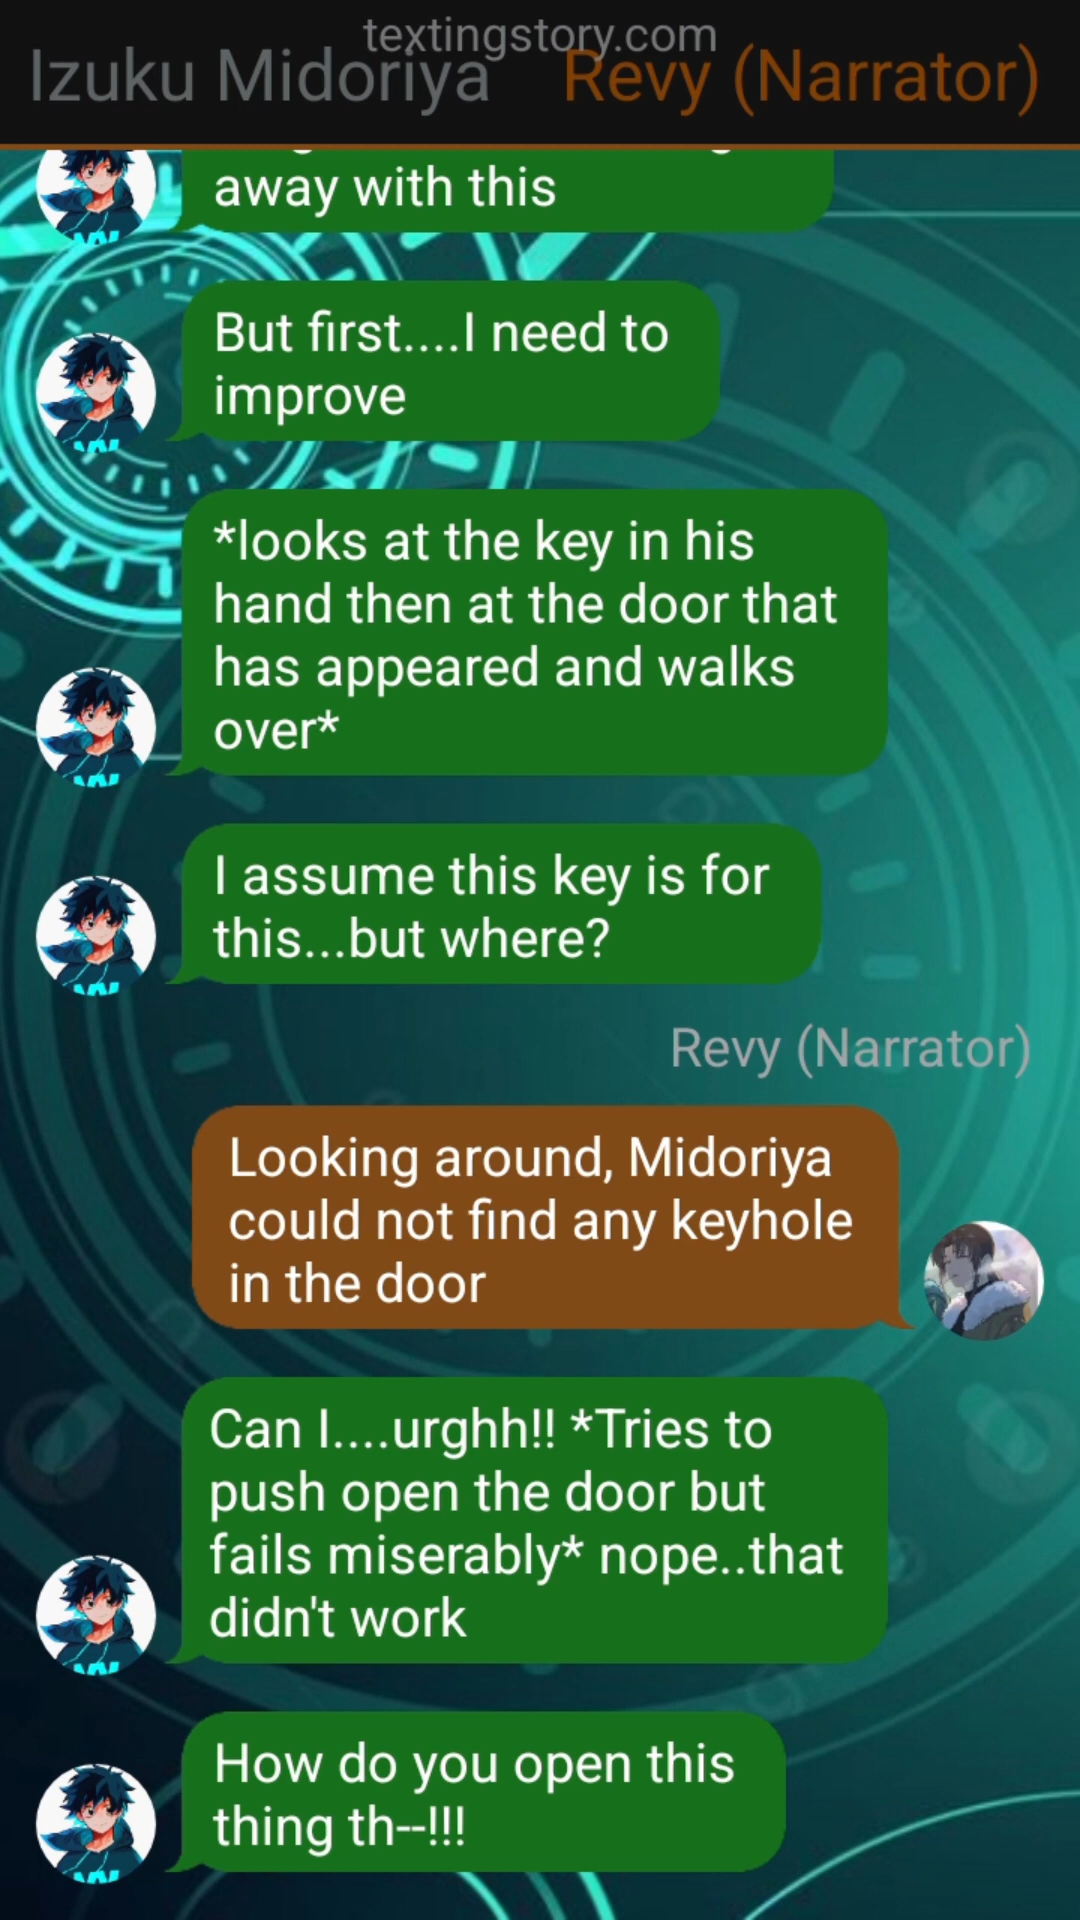 textingstory.com
Izuku Midoriya Revy (Narrator)
away with this
But first....I need to
improve
*looks at the key in his
hand then at the door that
has appeared and walks
over*
I assume this key is for
this...but where?
Revy (Narrator)
Looking around, Midoriya
could not find any keyhole
in the door
Can I....urghh!! *Tries to
push open the door but
fails miserably* nope..that
didn't work
How do you open this
thing th--!!!